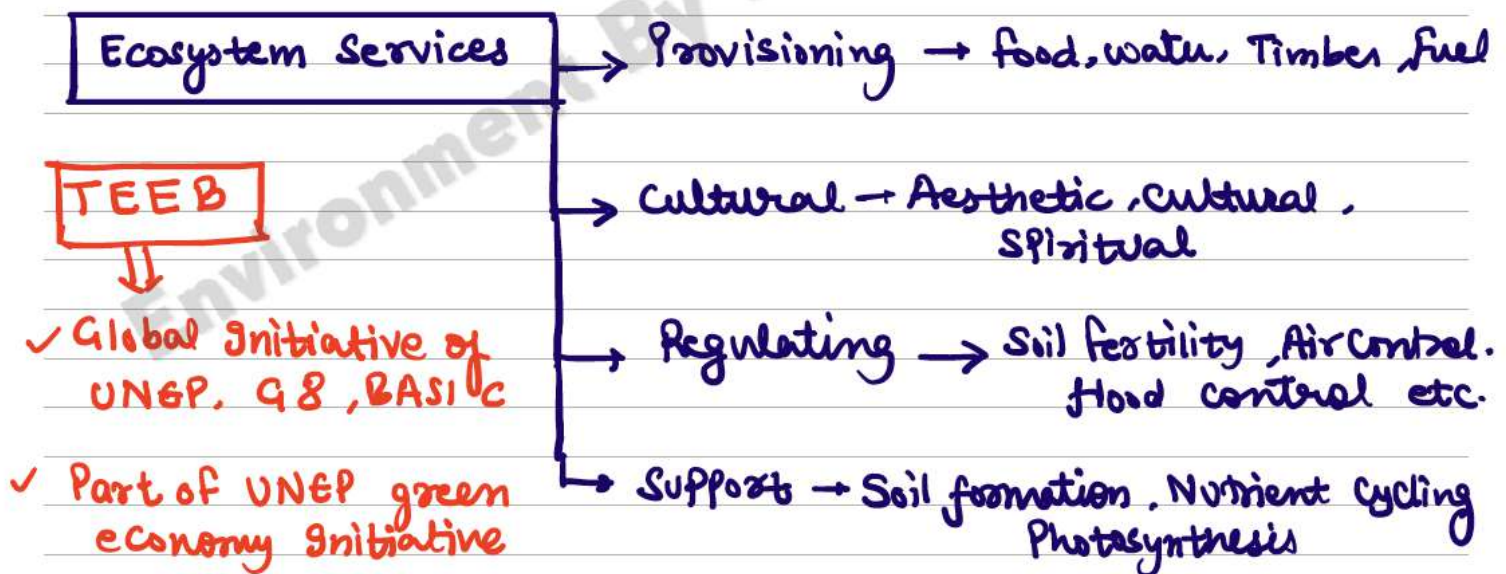 Environment By
Ecosystem Services → Provisioning → food, water, Timber, fuel
TEEB
→ Cultural → Aesthetic, cultural,
Spiritual
✓ Global Initiative of
UNEP, G8, BASIC
→ Regulating → Soil fertility, Air Control.
flood control etc.
✓ Part of UNEP green
economy Initiative
→ Support → Soil formation, Nutrient Cycling
Photosynthesis